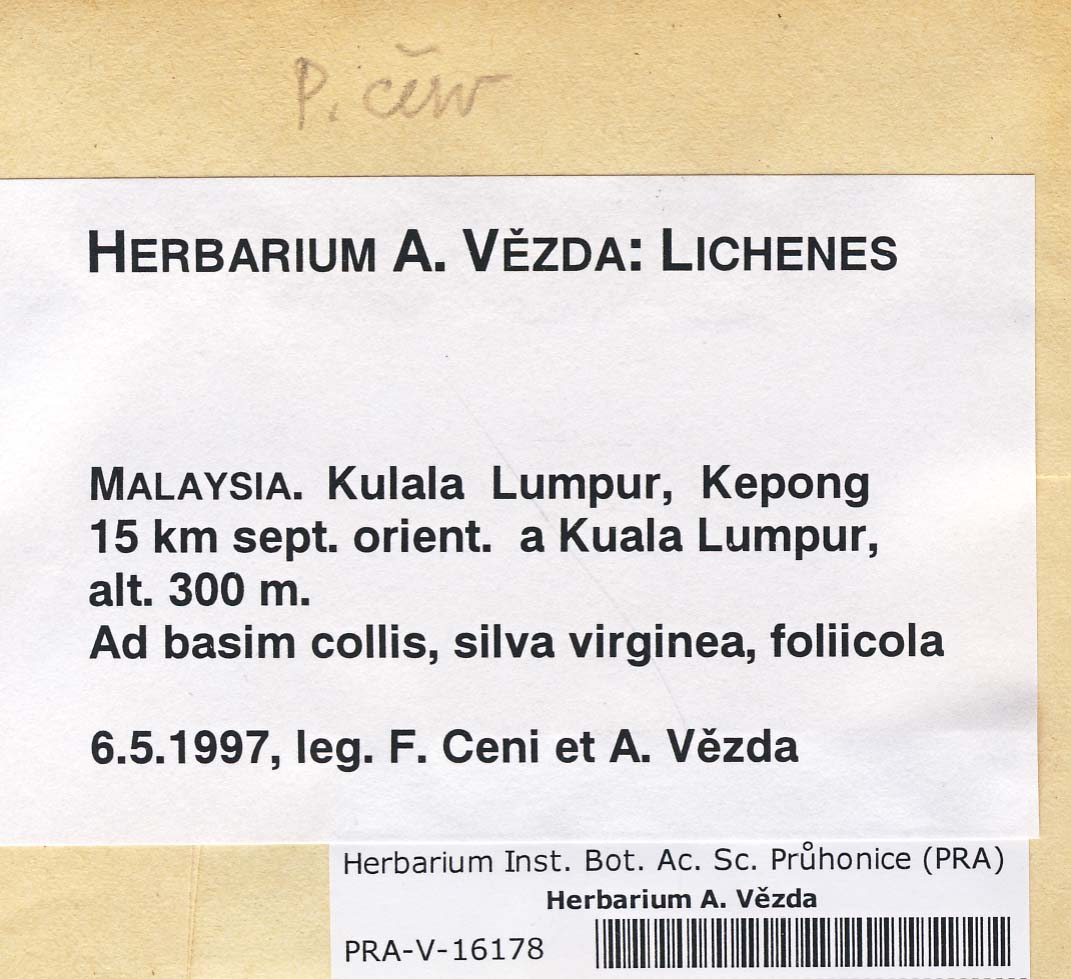 P.
HERBARIUM A. VĚZDA: LICHENES
MALAYSIA. Kulala Lumpur, Kepong
15 km sept. orient. a Kuala Lumpur,
alt. 300 m.
Ad basim collis, silva virginea, foliicola
6.5.1997, leg. F. Ceni et A. Vězda
Herbarium Inst. Bot. Ac. Sc. Průhonice (PRA)
Herbarium A. Vězda
PRA-V-16178